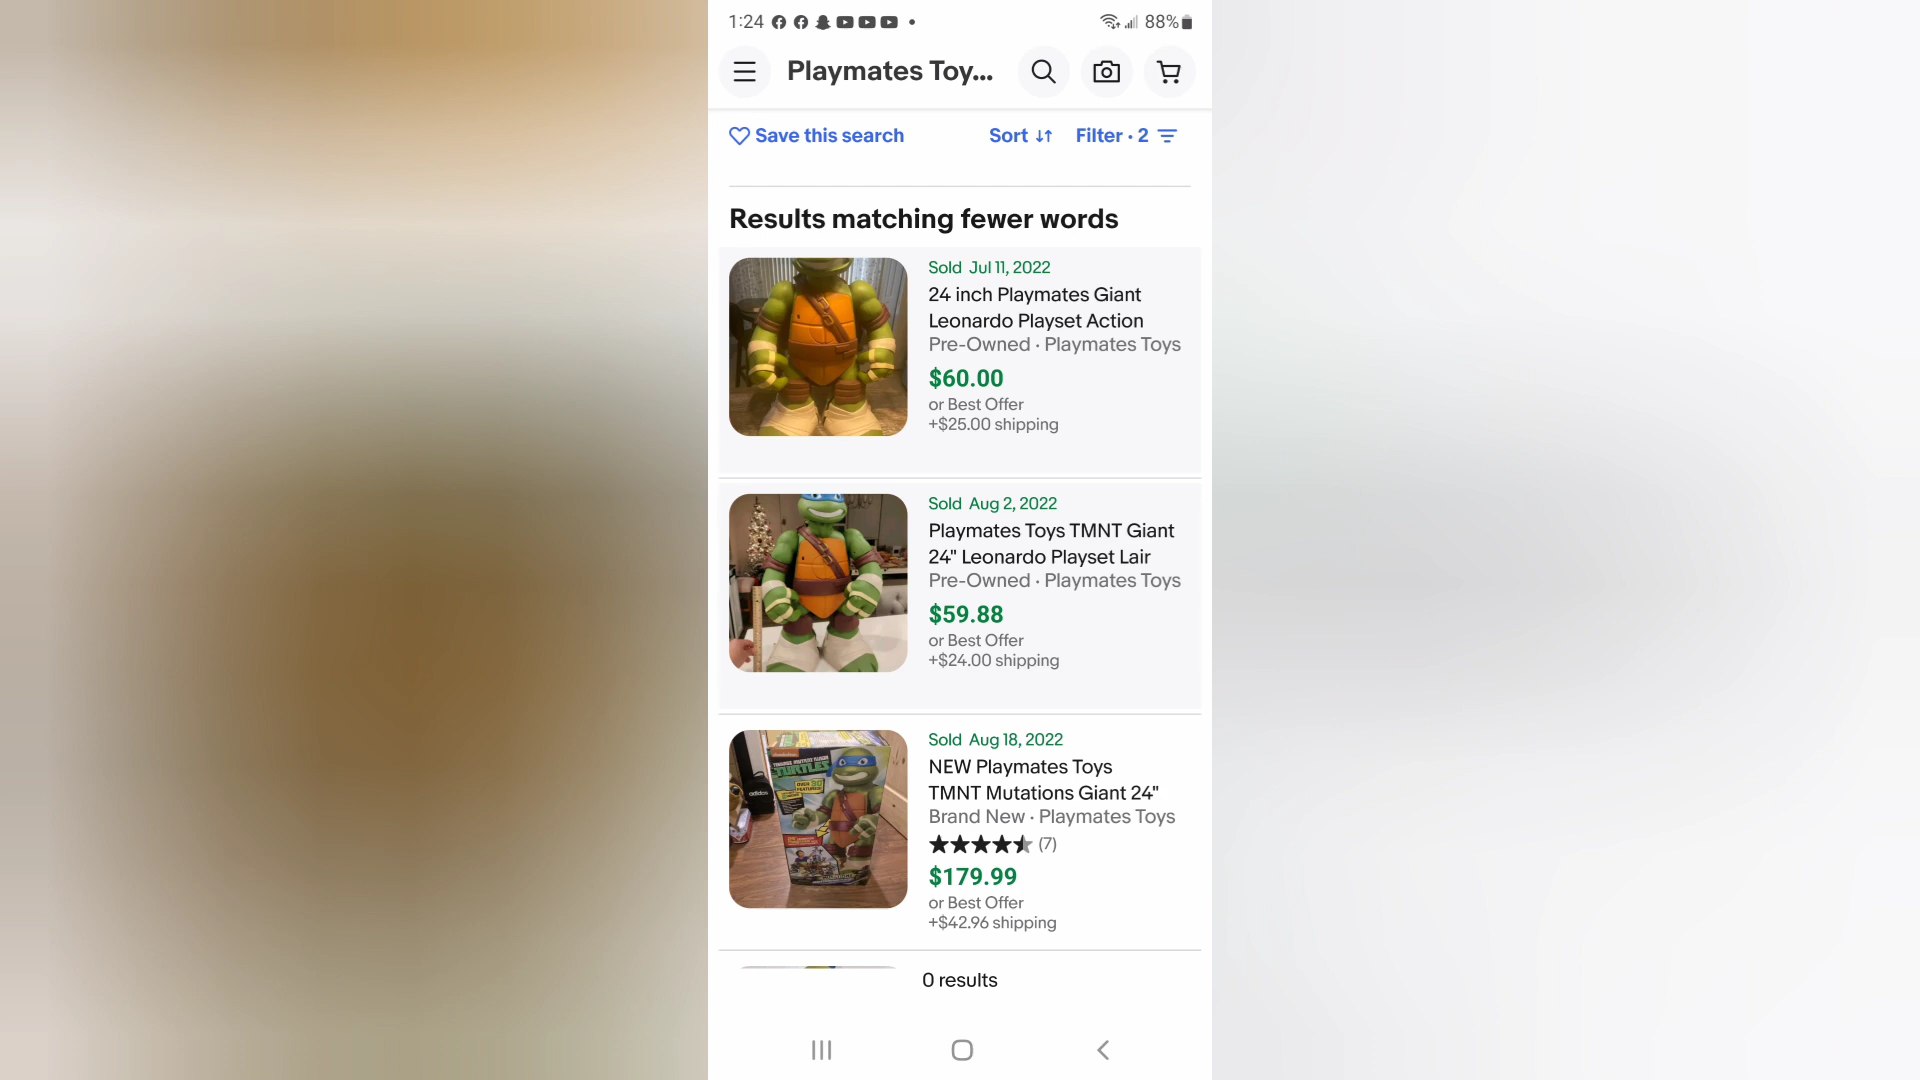 1:24
88%
Playmates Toy...
Save this search
Sort
Filter • 2
Results matching fewer words
Sold Jul 11, 2022
24 inch Playmates Giant
Leonardo Playset Action
Pre-Owned · Playmates Toys
$60.00
or Best Offer
+$25.00 shipping
Sold Aug 2, 2022
Playmates Toys TMNT Giant
24" Leonardo Playset Lair
Pre-Owned · Playmates Toys
$59.88
or Best Offer
+$24.00 shipping
TURTLES
adidas
Sold Aug 18, 2022
NEW Playmates Toys
TMNT Mutations Giant 24"
Brand New · Playmates Toys
(7)
$179.99
or Best Offer
+$42.96 shipping
0 results